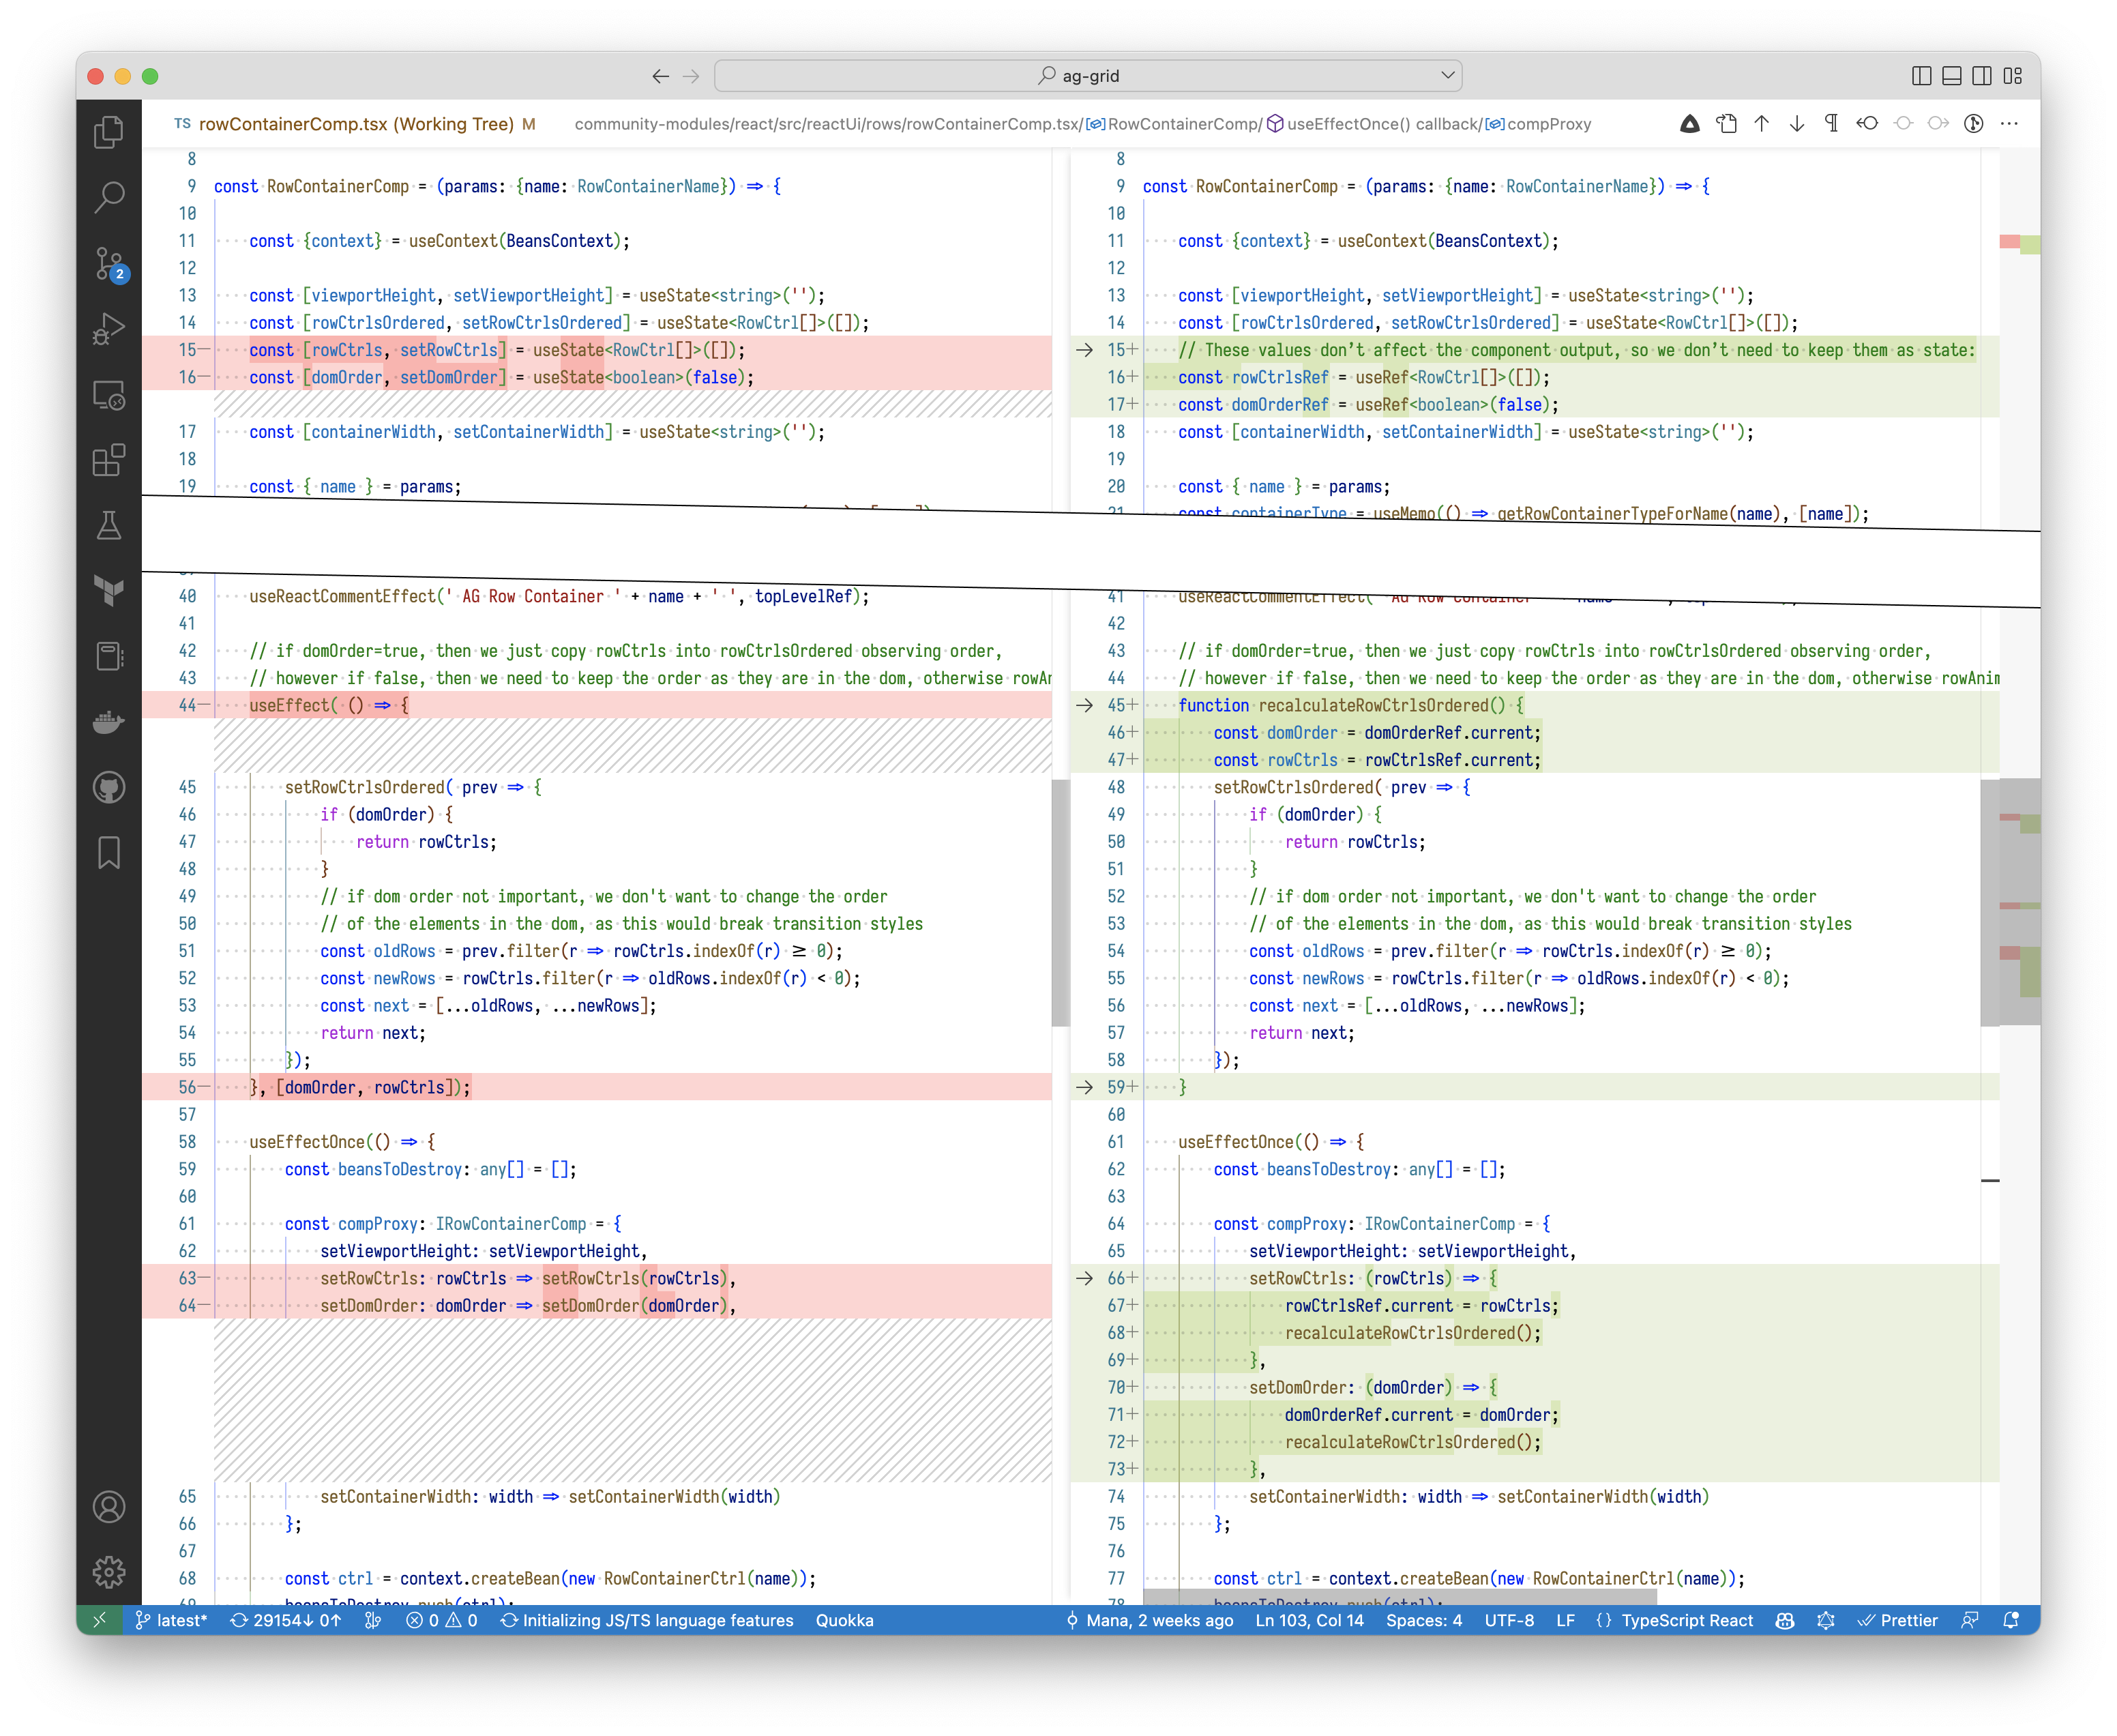 ag-grid
TS rowContainerComp.tsx (Working Tree) M
community-modules/react/src/reactUi/rows/rowContainerComp.tsx/RowContainerComp/useEffectOnce() callback/compProxy
2
8
9 const RowContainerComp = (params: {name: RowContainerName}) => {
10
11 const {context} = useContext(BeansContext);
12
13 const [viewportHeight, setViewportHeight] = useState<string>('');
14 const [rowCtrlsOrdered, setRowCtrlsOrdered] = useState<RowCtrl[]>([]);
15— const [rowCtrls, setRowCtrls] = useState<RowCtrl[]>([]);
16— const [domOrder, setDomOrder] = useState<boolean>(false);
17 const [containerWidth, setContainerWidth] = useState<string>('');
18
19 const { name } = params;
40 useReactCommentEffect(' AG Row Container ' + name + ' ', topLevelRef);
41
42 // if domOrder=true, then we just copy rowCtrls into rowCtrlsOrdered observing order,
43 // however if false, then we need to keep the order as they are in the dom, otherwise rowAn
44— useEffect( () => {
45 setRowCtrlsOrdered( prev => {
46 if (domOrder) {
47 return rowCtrls;
48 }
49 // if dom order not important, we don't want to change the order
50 // of the elements in the dom, as this would break transition styles
51 const oldRows = prev.filter(r => rowCtrls.indexOf(r) ≥ 0);
52 const newRows = rowCtrls.filter(r => oldRows.indexOf(r) < 0);
53 const next = [...oldRows, ...newRows];
54 return next;
55 });
56— }, [domOrder, rowCtrls]);
57
58 useEffectOnce(() => {
59 const beansToDestroy: any[] = [];
60
61 const compProxy: IRowContainerComp = {
62 setViewportHeight: setViewportHeight,
63— setRowCtrls: rowCtrls => setRowCtrls(rowCtrls),
64— setDomOrder: domOrder => setDomOrder(domOrder),
65 setContainerWidth: width => setContainerWidth(width)
66 };
67
68 const ctrl = context.createBean(new RowContainerCtrl(name));
69 beansToDestroy.push(ctrl);
8
9 const RowContainerComp = (params: {name: RowContainerName}) => {
10
11 const {context} = useContext(BeansContext);
12
13 const [viewportHeight, setViewportHeight] = useState<string>('');
14 const [rowCtrlsOrdered, setRowCtrlsOrdered] = useState<RowCtrl[]>([]);
15+ // These values don’t affect the component output, so we don’t need to keep them as state:
16+ const rowCtrlsRef = useRef<RowCtrl[]>([]);
17+ const domOrderRef = useRef<boolean>(false);
18 const [containerWidth, setContainerWidth] = useState<string>('');
19
20 const { name } = params;
21 const containerType = useMemo(() => getRowContainerTypeForName(name), [name]);
41
42
43 // if domOrder=true, then we just copy rowCtrls into rowCtrlsOrdered observing order,
44 // however if false, then we need to keep the order as they are in the dom, otherwise rowAnim
45+ function recalculateRowCtrlsOrdered() {
46+ const domOrder = domOrderRef.current;
47+ const rowCtrls = rowCtrlsRef.current;
48 setRowCtrlsOrdered( prev => {
49 if (domOrder) {
50 return rowCtrls;
51 }
52 // if dom order not important, we don't want to change the order
53 // of the elements in the dom, as this would break transition styles
54 const oldRows = prev.filter(r => rowCtrls.indexOf(r) ≥ 0);
55 const newRows = rowCtrls.filter(r => oldRows.indexOf(r) < 0);
56 const next = [...oldRows, ...newRows];
57 return next;
58 });
59+ }
60
61 useEffectOnce(() => {
62 const beansToDestroy: any[] = [];
63
64 const compProxy: IRowContainerComp = {
65 setViewportHeight: setViewportHeight,
66+ setRowCtrls: (rowCtrls) => {
67+ rowCtrlsRef.current = rowCtrls;
68+ recalculateRowCtrlsOrdered();
69+ },
70+ setDomOrder: (domOrder) => {
71+ domOrderRef.current = domOrder;
72+ recalculateRowCtrlsOrdered();
73+ },
74 setContainerWidth: width => setContainerWidth(width)
75 };
76
77 const ctrl = context.createBean(new RowContainerCtrl(name));
78 beansToDestroy.push(ctrl);
latest* 29154↓ 0↑ 0 0 Initializing JS/TS language features Quokka Mana, 2 weeks ago Ln 103, Col 14 Spaces: 4 UTF-8 LF {} TypeScript React Prettier